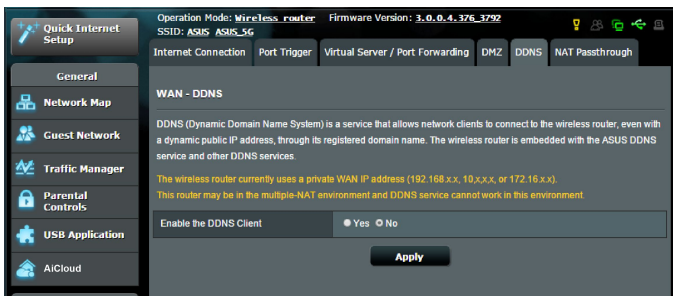 Quick Internet
Setup
Operation Mode: Wireless router Firmware Version: 3.0.0.4.376_3792
SSID: ASUS ASUS_5G
Internet Connection Port Trigger Virtual Server / Port Forwarding DMZ DDNS NAT Passthrough
General
Network Map
Guest Network
Traffic Manager
Parental
Controls
USB Application
AiCloud
WAN - DDNS
DDNS (Dynamic Domain Name System) is a service that allows network clients to connect to the wireless router, even with
a dynamic public IP address, through its registered domain name. The wireless router is embedded with the ASUS DDNS
service and other DDNS services.
The wireless router currently uses a private WAN IP address (192.168.x.x, 10,x,x,x, or 172.16.x.x).
This router may be in the multiple-NAT environment and DDNS service cannot work in this environment.
Enable the DDNS Client Yes No
Apply